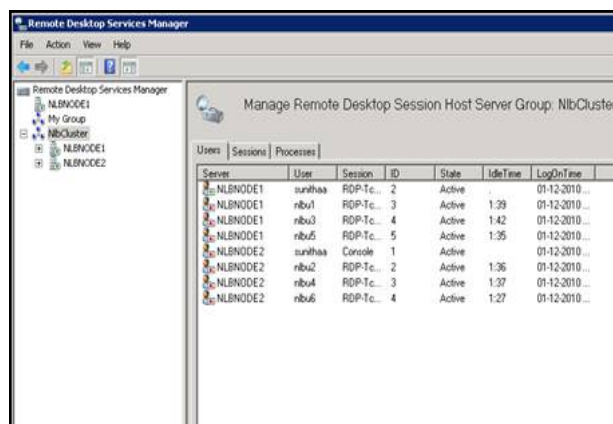 Remote Desktop Services Manager
File Action View Help
Remote Desktop Services Manager
NLBNODE1
My Group
NlbCluster
NLBNODE1
NLBNODE2
Manage Remote Desktop Session Host Server Group: NlbCluster
Users Sessions Processes
Server User Session ID State IdleTime LogOnTime
NLBNODE1 sunithaa RDP-Tc... 2 Active . 01-12-2010...
NLBNODE1 nlbu1 RDP-Tc... 3 Active 1:39 01-12-2010...
NLBNODE1 nlbu3 RDP-Tc... 4 Active 1:42 01-12-2010...
NLBNODE1 nlbu5 RDP-Tc... 5 Active 1:35 01-12-2010...
NLBNODE2 sunithaa Console 1 Active 01-12-2010...
NLBNODE2 nlbu2 RDP-Tc... 2 Active 1:36 01-12-2010...
NLBNODE2 nlbu4 RDP-Tc... 3 Active 1:37 01-12-2010...
NLBNODE2 nlbu6 RDP-Tc... 4 Active 1:27 01-12-2010...